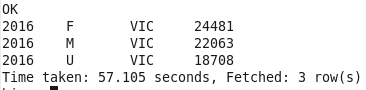 OK
2016    F       VIC     24481
2016    M       VIC     22063
2016    U       VIC     18708
Time taken: 57.105 seconds, Fetched: 3 row(s)